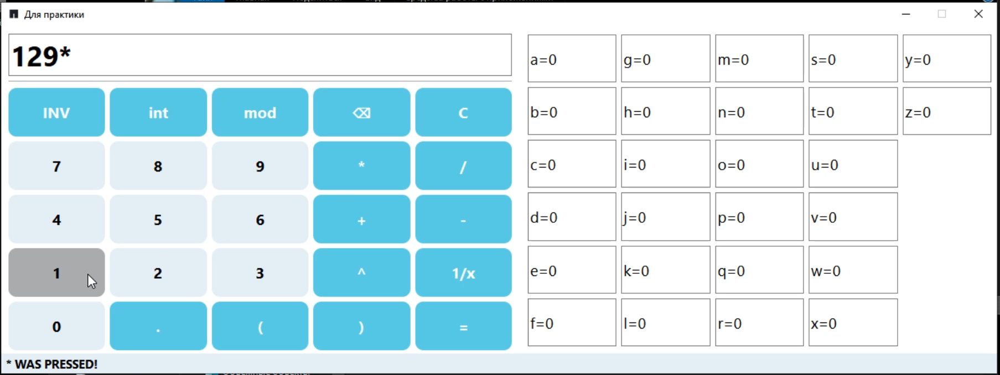 Для практики
129*
INV int mod ⌫ C
7 8 9 * /
4 5 6 + -
1 2 3 ^ 1/x
0 . ( ) =
a=0 g=0 m=0 s=0 y=0
b=0 h=0 n=0 t=0 z=0
c=0 i=0 o=0 u=0
d=0 j=0 p=0 v=0
e=0 k=0 q=0 w=0
f=0 l=0 r=0 x=0
* WAS PRESSED!